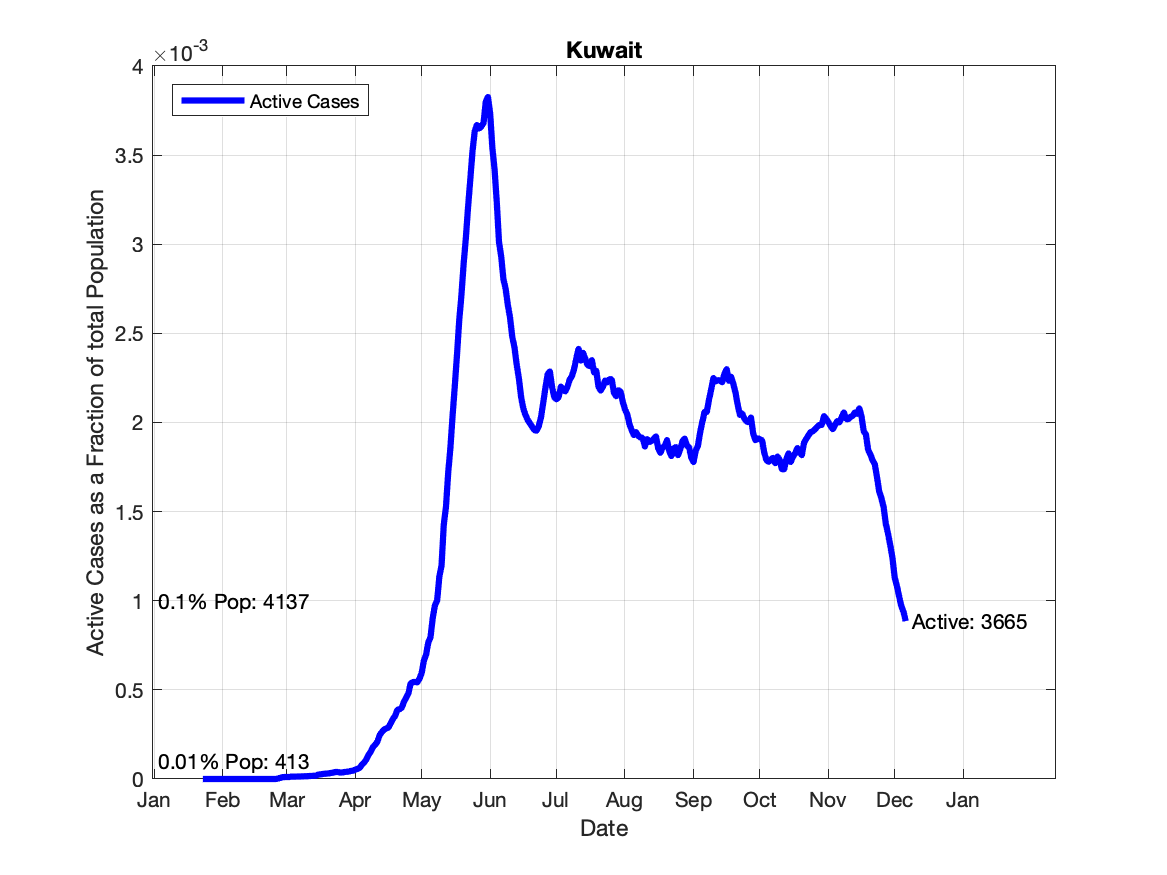 Kuwait
×10-3
Active Cases
4
3.5
3
2.5
2
1.5
1
0.5
0
0.1% Pop: 4137
0.01% Pop: 413
Active: 3665
Jan Feb Mar Apr May Jun Jul Aug Sep Oct Nov Dec Jan
Date
Active Cases as a Fraction of total Population